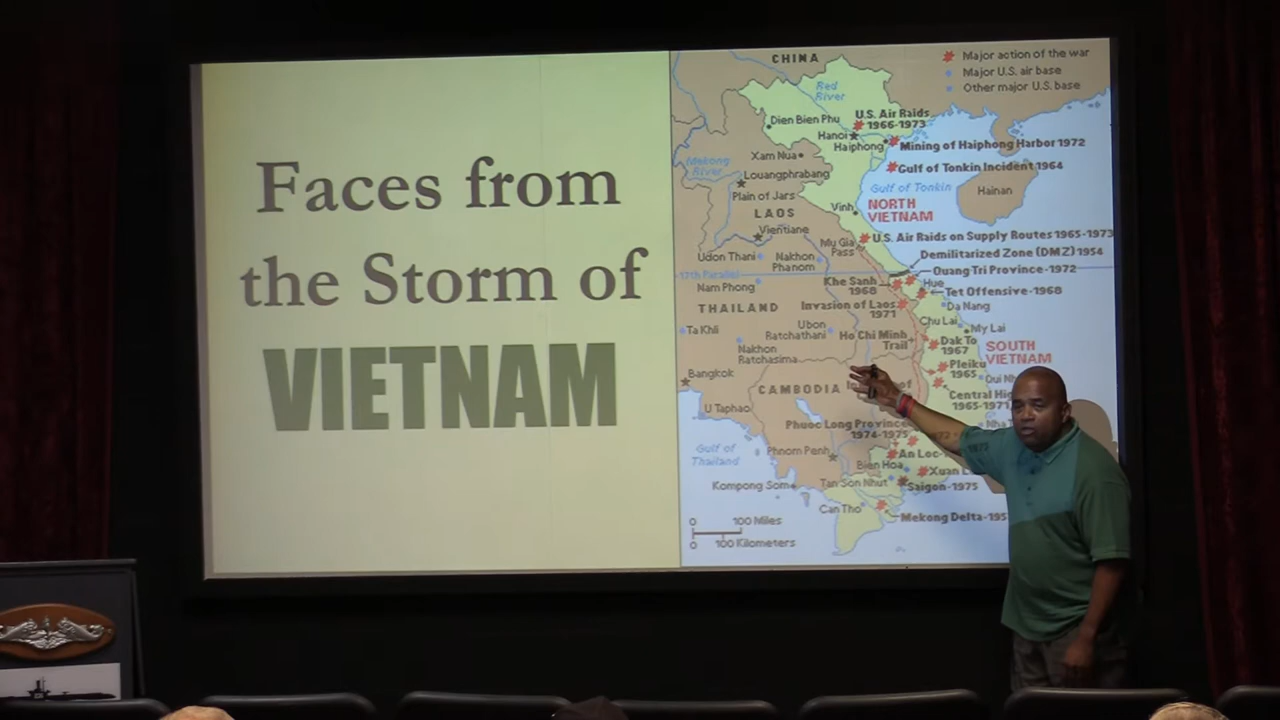 Faces from
the Storm of
VIETNAM
CHINA
Major action of the war
Major U.S. air base
Other major U.S. base
Red
River
Dien Bien Phu
U.S. Air Raids
1966-1973
Hanoi
Haiphong
Mining of Haiphong Harbor 1972
Xam Nua
Gulf of Tonkin Incident 1964
Mekong
River
Louangphrabang
Plain of Jars
Gulf of Tonkin
Hainan
LAOS
Vinh
NORTH
VIETNAM
Vientiane
Mu Gia
Pass
U.S. Air Raids on Supply Routes 1965-1973
Udon Thani
Nakhon
Phanom
Demilitarized Zone (DMZ) 1954
17th Parallel
Quang Tri Province-1972
Nam Phong
Khe Sanh
1968
Hue
Tet Offensive-1968
THAILAND
Invasion of Laos
1971
Da Nang
Ta Khli
Ubon
Ratchathani
Ho Chi Minh
Trail
Chu Lai
My Lai
Nakhon
Ratchasima
Dak To
1967
SOUTH
VIETNAM
Bangkok
Pleiku
1965
CAMBODIA
of
Central
1965-1971
U Taphao
Phuoc Long Province
1974-1975
Gulf of
Thailand
Phnom Penh
An Loc
Bien Hoa
Xuan
Kompong Som
Tan Son Nhut
Saigon-1975
Can Tho
Mekong Delta-
0 100 Miles
0 100 Kilometers